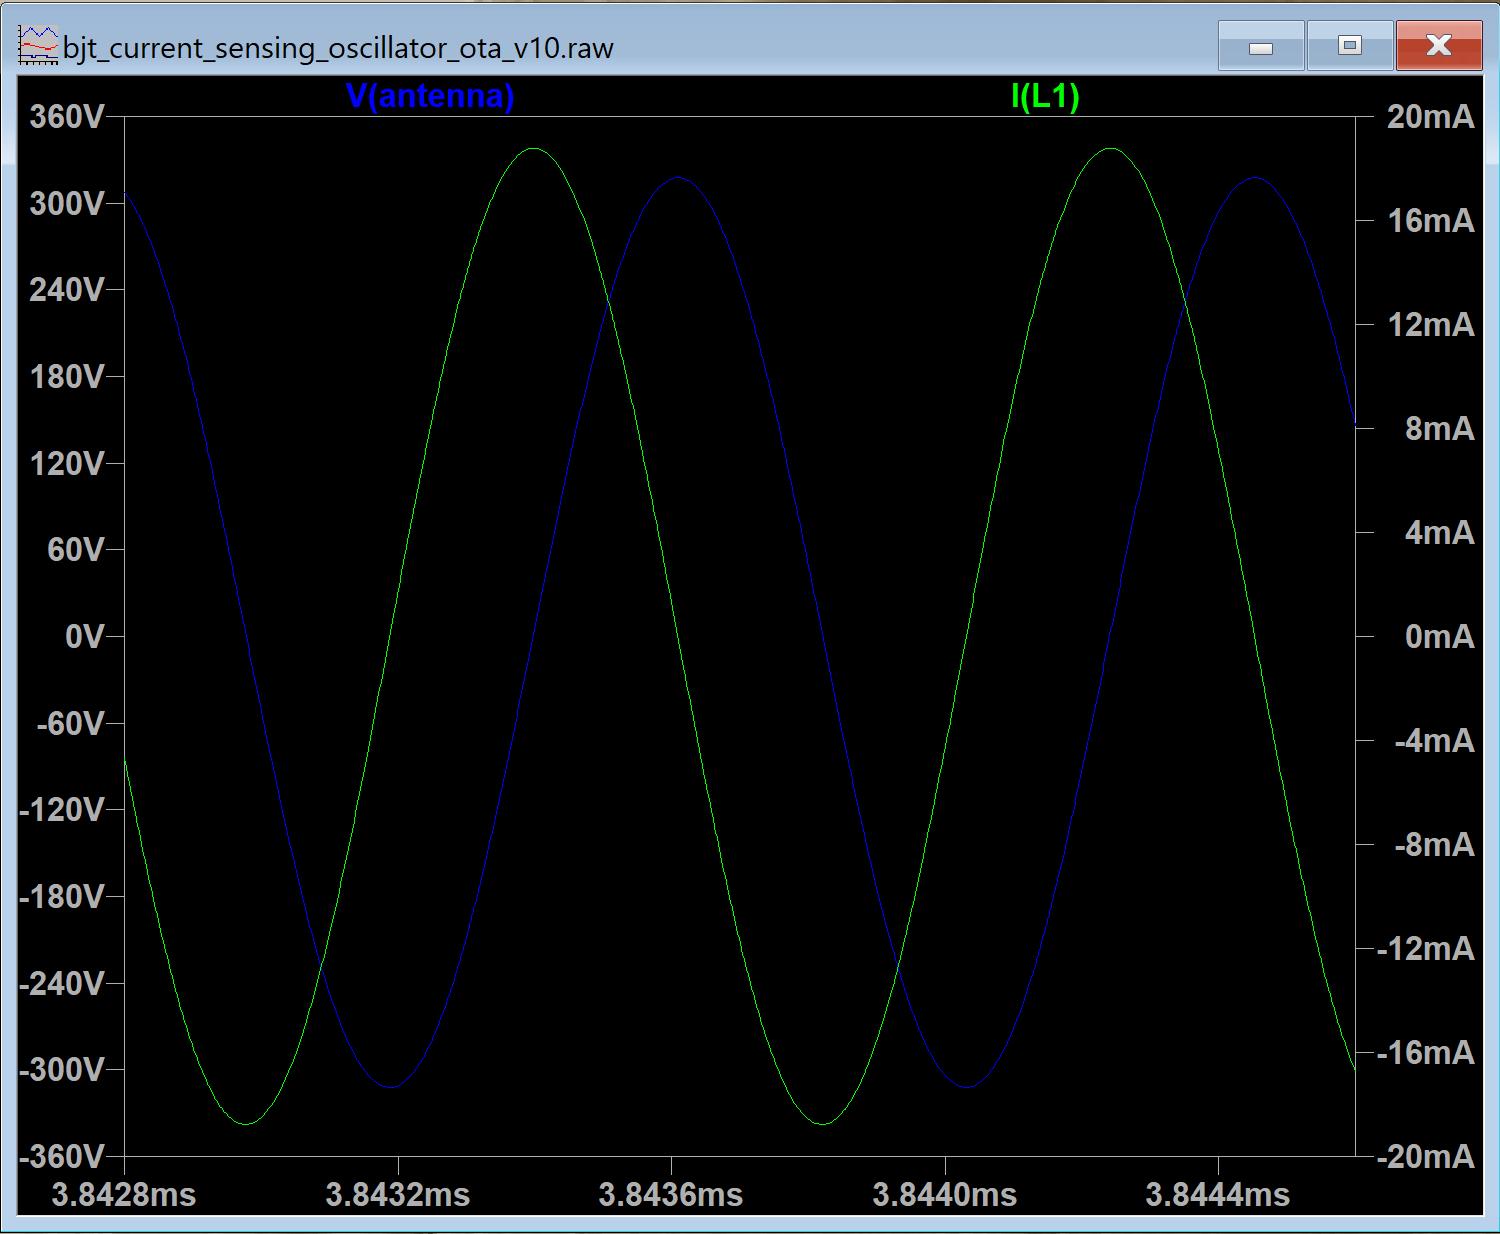 bjt_current_sensing_oscillator_ota_v10.raw
V(antenna) I(L1)
360V 20mA
300V 16mA
240V 12mA
180V 8mA
120V 4mA
60V 0mA
0V -4mA
-60V -8mA
-120V -12mA
-180V -16mA
-240V -20mA
-300V
-360V
3.8428ms 3.8432ms 3.8436ms 3.8440ms 3.8444ms